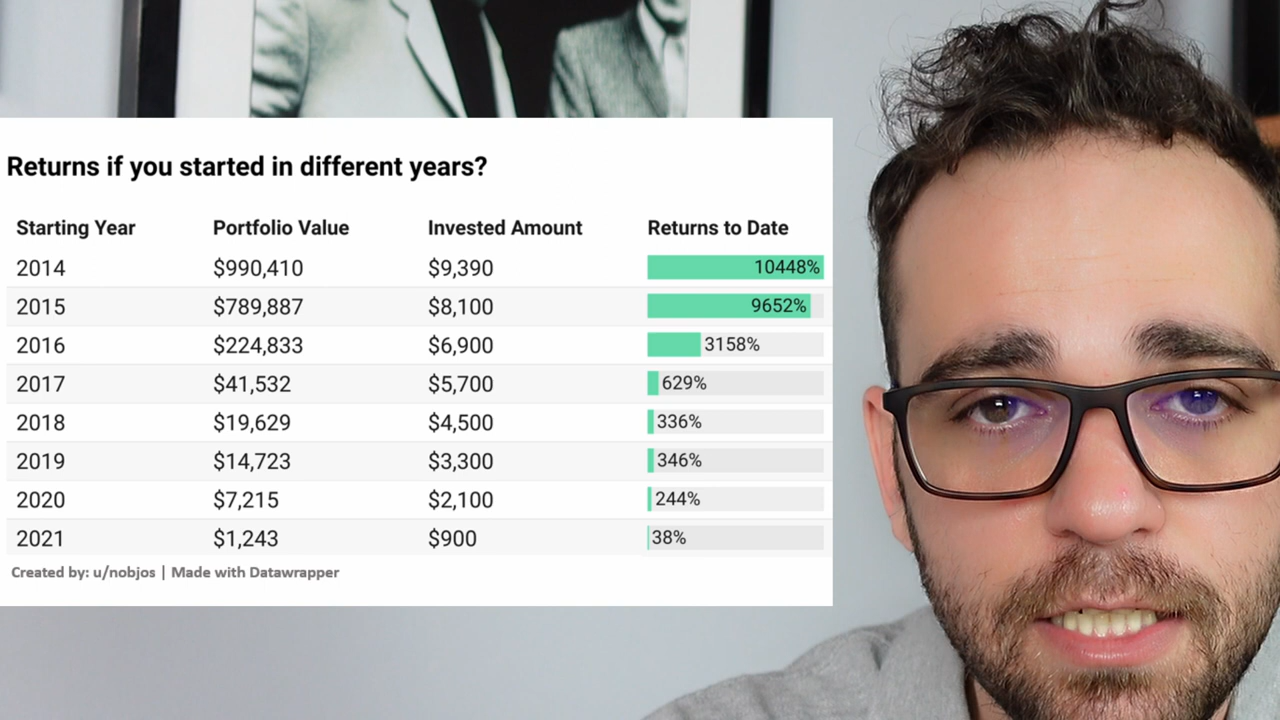 Returns if you started in different years?
Starting Year Portfolio Value Invested Amount Returns to Date
2014 $990,410 $9,390 10448%
2015 $789,887 $8,100 9652%
2016 $224,833 $6,900 3158%
2017 $41,532 $5,700 629%
2018 $19,629 $4,500 336%
2019 $14,723 $3,300 346%
2020 $7,215 $2,100 244%
2021 $1,243 $900 38%
Created by: u/nobjos | Made with Datawrapper